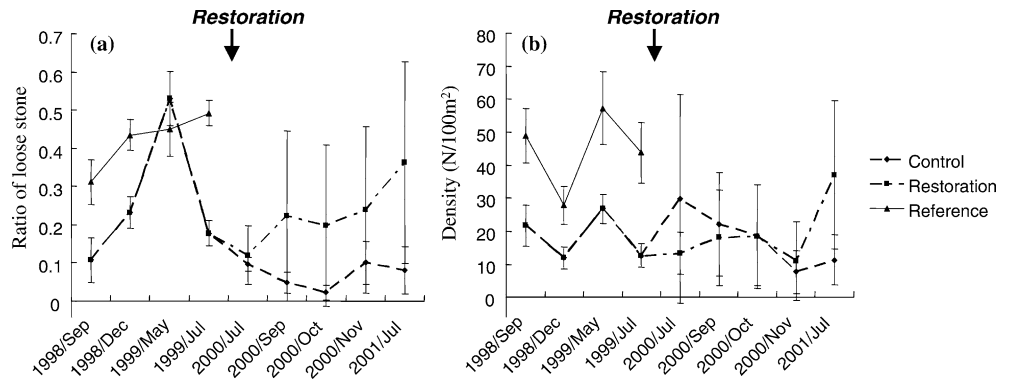 Restoration
(a)
Ratio of loose stone
0.7
0.6
0.5
0.4
0.3
0.2
0.1
0
1998/Sep
1998/Dec
1999/May
1999/Jul
2000/Jul
2000/Sep
2000/Oct
2000/Nov
2001/Jul
Restoration
(b)
Density (N/100m²)
80
70
60
50
40
30
20
10
0
1998/Sep
1998/Dec
1999/May
1999/Jul
2000/Jul
2000/Sep
2000/Oct
2000/Nov
2001/Jul
Control
Restoration
Reference